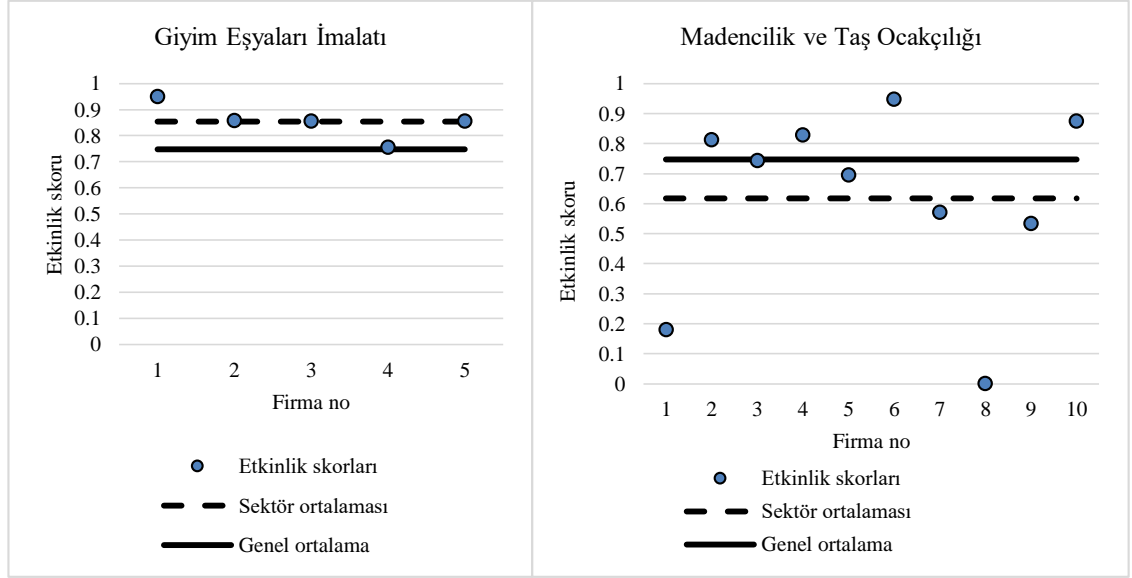 Giyim Eşyaları İmalatı
Etkinlik skoru
1
0.9
0.8
0.7
0.6
0.5
0.4
0.3
0.2
0.1
0
1 2 3 4 5
Firma no
Etkinlik skorları
Sektör ortalaması
Genel ortalama
Madencilik ve Taş Ocakçılığı
Etkinlik skoru
1
0.9
0.8
0.7
0.6
0.5
0.4
0.3
0.2
0.1
0
1 2 3 4 5 6 7 8 9 10
Firma no
Etkinlik skorları
Sektör ortalaması
Genel ortalama